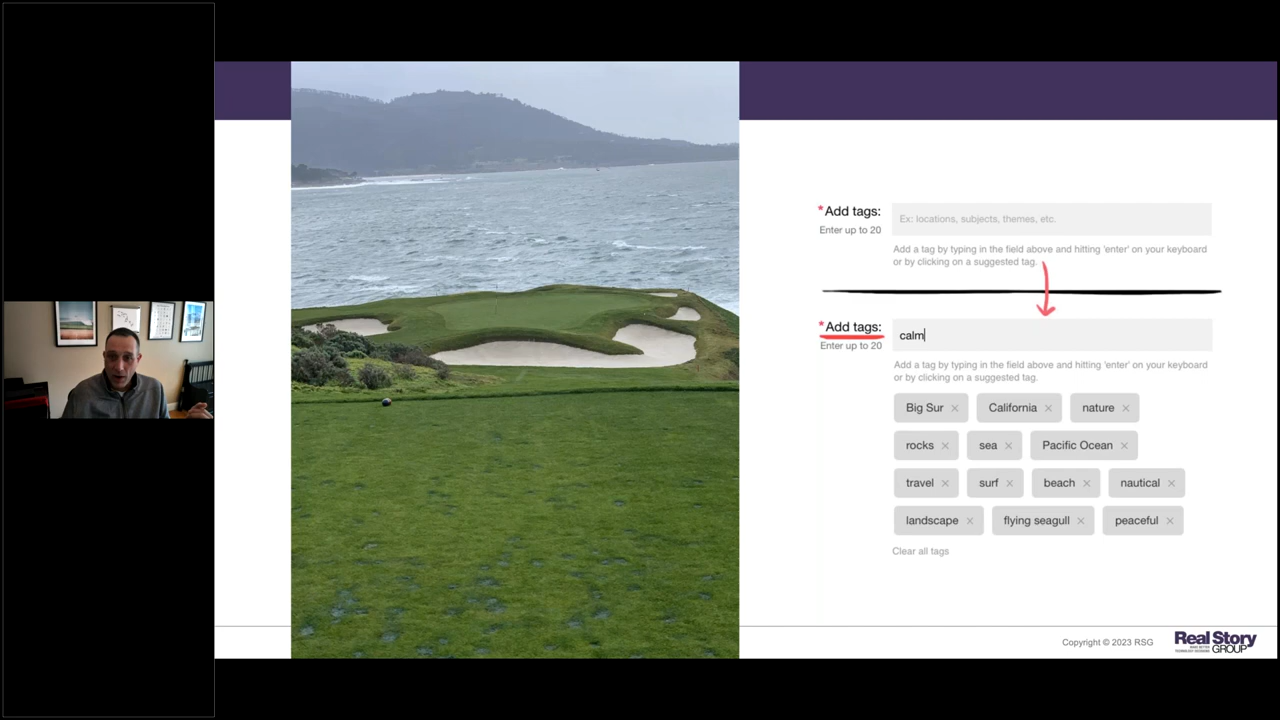 *Add tags:
Ex: locations, subjects, themes, etc.
Enter up to 20
Add a tag by typing in the field above and hitting 'enter' on your keyboard
or by clicking on a suggested tag.
*Add tags:
calm
Enter up to 20
Add a tag by typing in the field above and hitting 'enter' on your keyboard
or by clicking on a suggested tag.
Big Sur × California × nature ×
rocks × sea × Pacific Ocean ×
travel × surf × beach × nautical ×
landscape × flying seagull × peaceful ×
Clear all tags
Copyright © 2023 RSG
Real Story
GROUP